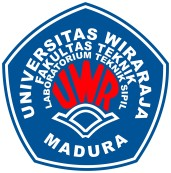 UNIVERSITAS WIRARAJA
FAKULTAS TEKNIK
LABORATORIUM TEKNIK SIPIL
UWR
MADURA